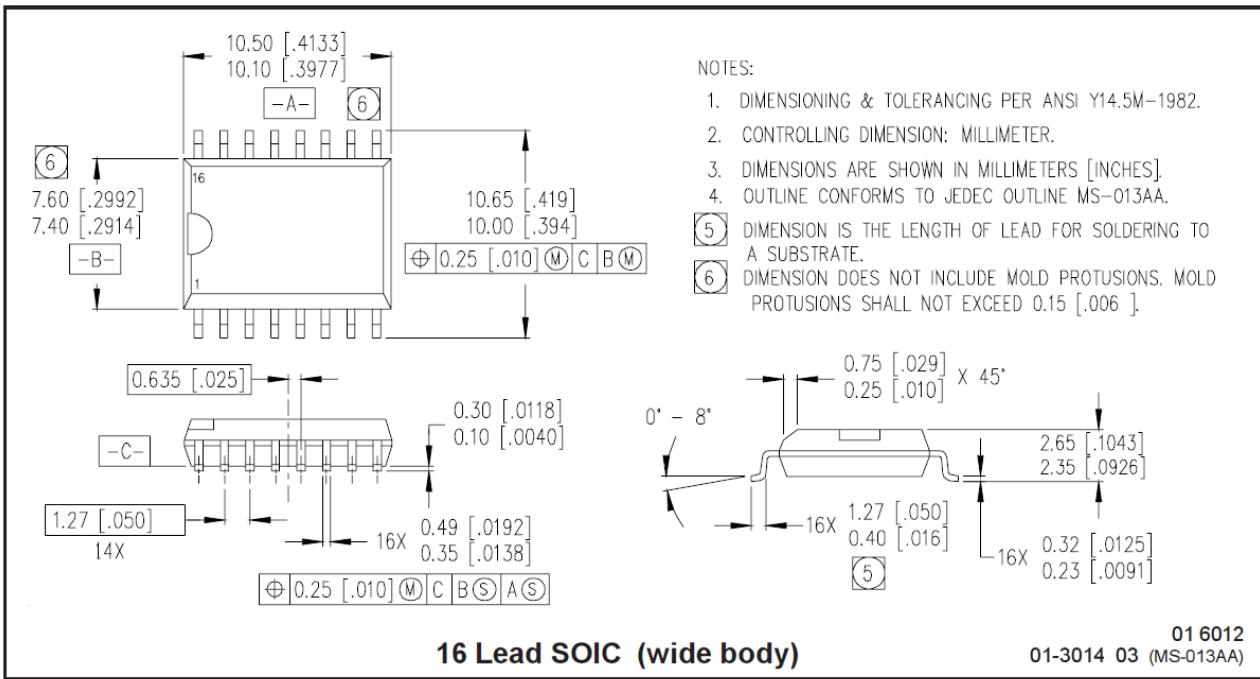 10.50 [.4133]
10.10 [.3977]
-A-
6
6
7.60 [.2992]
7.40 [.2914]
-B-
16
1
10.65 [.419]
10.00 [.394]
⌖ 0.25 [.010] Ⓜ C B Ⓜ
NOTES:
1. DIMENSIONING & TOLERANCING PER ANSI Y14.5M-1982.
2. CONTROLLING DIMENSION: MILLIMETER.
3. DIMENSIONS ARE SHOWN IN MILLIMETERS [INCHES].
4. OUTLINE CONFORMS TO JEDEC OUTLINE MS-013AA.
5 DIMENSION IS THE LENGTH OF LEAD FOR SOLDERING TO
A SUBSTRATE.
6 DIMENSION DOES NOT INCLUDE MOLD PROTUSIONS. MOLD
PROTUSIONS SHALL NOT EXCEED 0.15 [.006 ].
0.635 [.025]
-C-
0.30 [.0118]
0.10 [.0040]
1.27 [.050]
14X
16X 0.49 [.0192]
0.35 [.0138]
⌖ 0.25 [.010] Ⓜ C B Ⓢ A Ⓢ
0.75 [.029]
0.25 [.010]
X 45°
0° - 8°
2.65 [.1043]
2.35 [.0926]
16X 1.27 [.050]
0.40 [.016]
5
16X 0.32 [.0125]
0.23 [.0091]
16 Lead SOIC (wide body)
01 6012
01-3014 03 (MS-013AA)